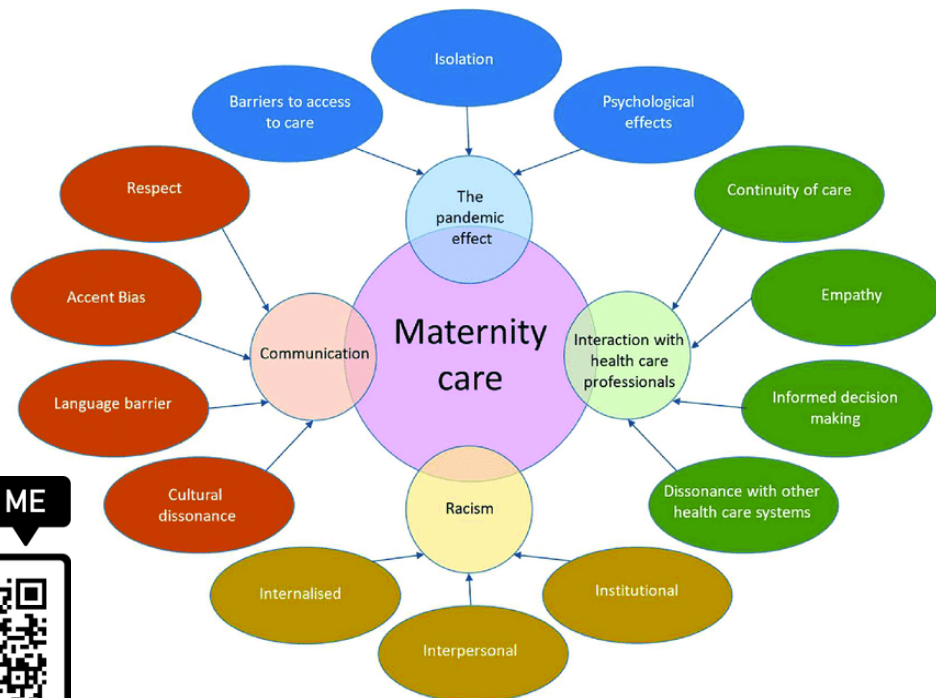 Isolation
Barriers to access
to care
Psychological
effects
The
pandemic
effect
Respect
Continuity of care
Accent Bias
Empathy
Communication
Maternity
care
Interaction with
health care
professionals
Language barrier
Informed decision
making
Cultural
dissonance
Racism
Dissonance with other
health care systems
ME
Internalised
Institutional
Interpersonal